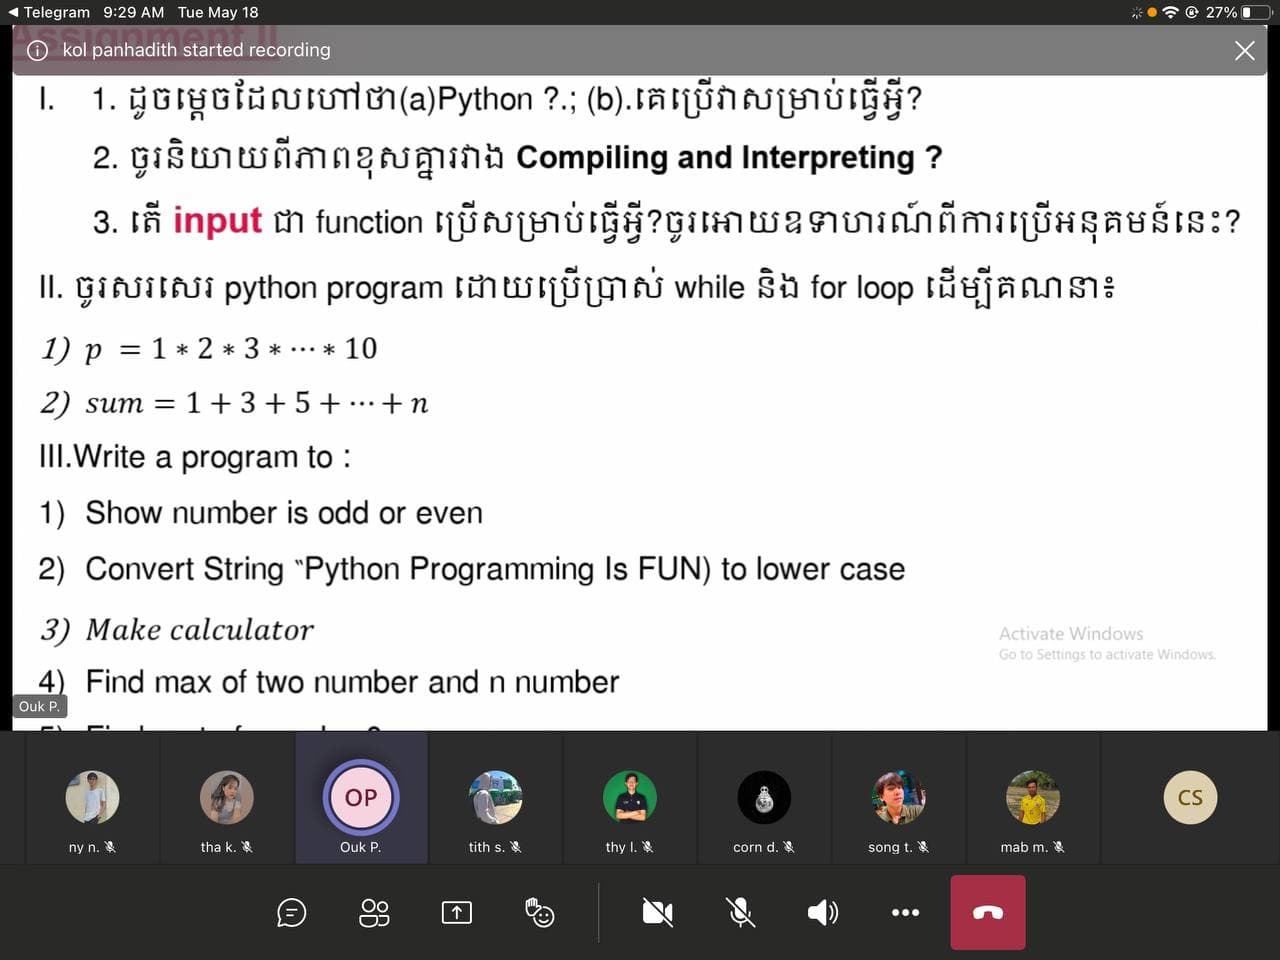 Telegram 9:29 AM Tue May 18 27%
Assignment II
kol panhadith started recording
I. 1. ដូចម្តេចដែលហៅថា(a)Python ?.; (b).គេប្រើវាសម្រាប់ធ្វើអ្វី?
2. ចូរនិយាយពីភាពខុសគ្នារវាង Compiling and Interpreting ?
3. តើ input ជា function ប្រើសម្រាប់ធ្វើអ្វី?ចូរអោយឧទាហរណ៍ពីការប្រើអនុគមន៍នេះ?
II. ចូរសរសេរ python program ដោយប្រើប្រាស់ while និង for loop ដើម្បីគណនា៖
1) p = 1 * 2 * 3 * ⋯ * 10
2) sum = 1 + 3 + 5 + ⋯ + n
III.Write a program to :
1) Show number is odd or even
2) Convert String “Python Programming Is FUN) to lower case
3) Make calculator
Activate Windows
Go to Settings to activate Windows.
4) Find max of two number and n number
Ouk P.
OP CS
ny n. tha k. Ouk P. tith s. thy l. corn d. song t. mab m.